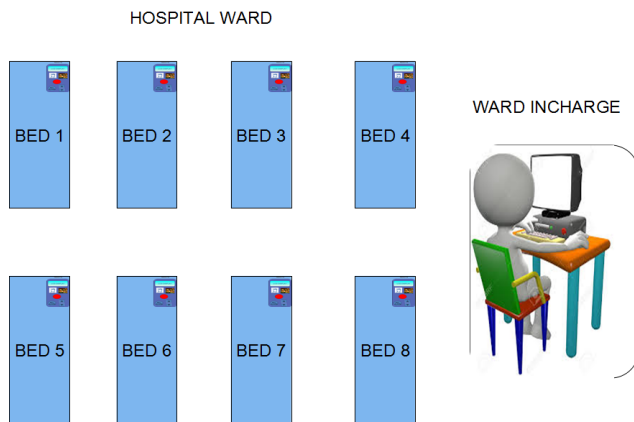 HOSPITAL WARD
WARD INCHARGE
BED 1
BED 2
BED 3
BED 4
BED 5
BED 6
BED 7
BED 8